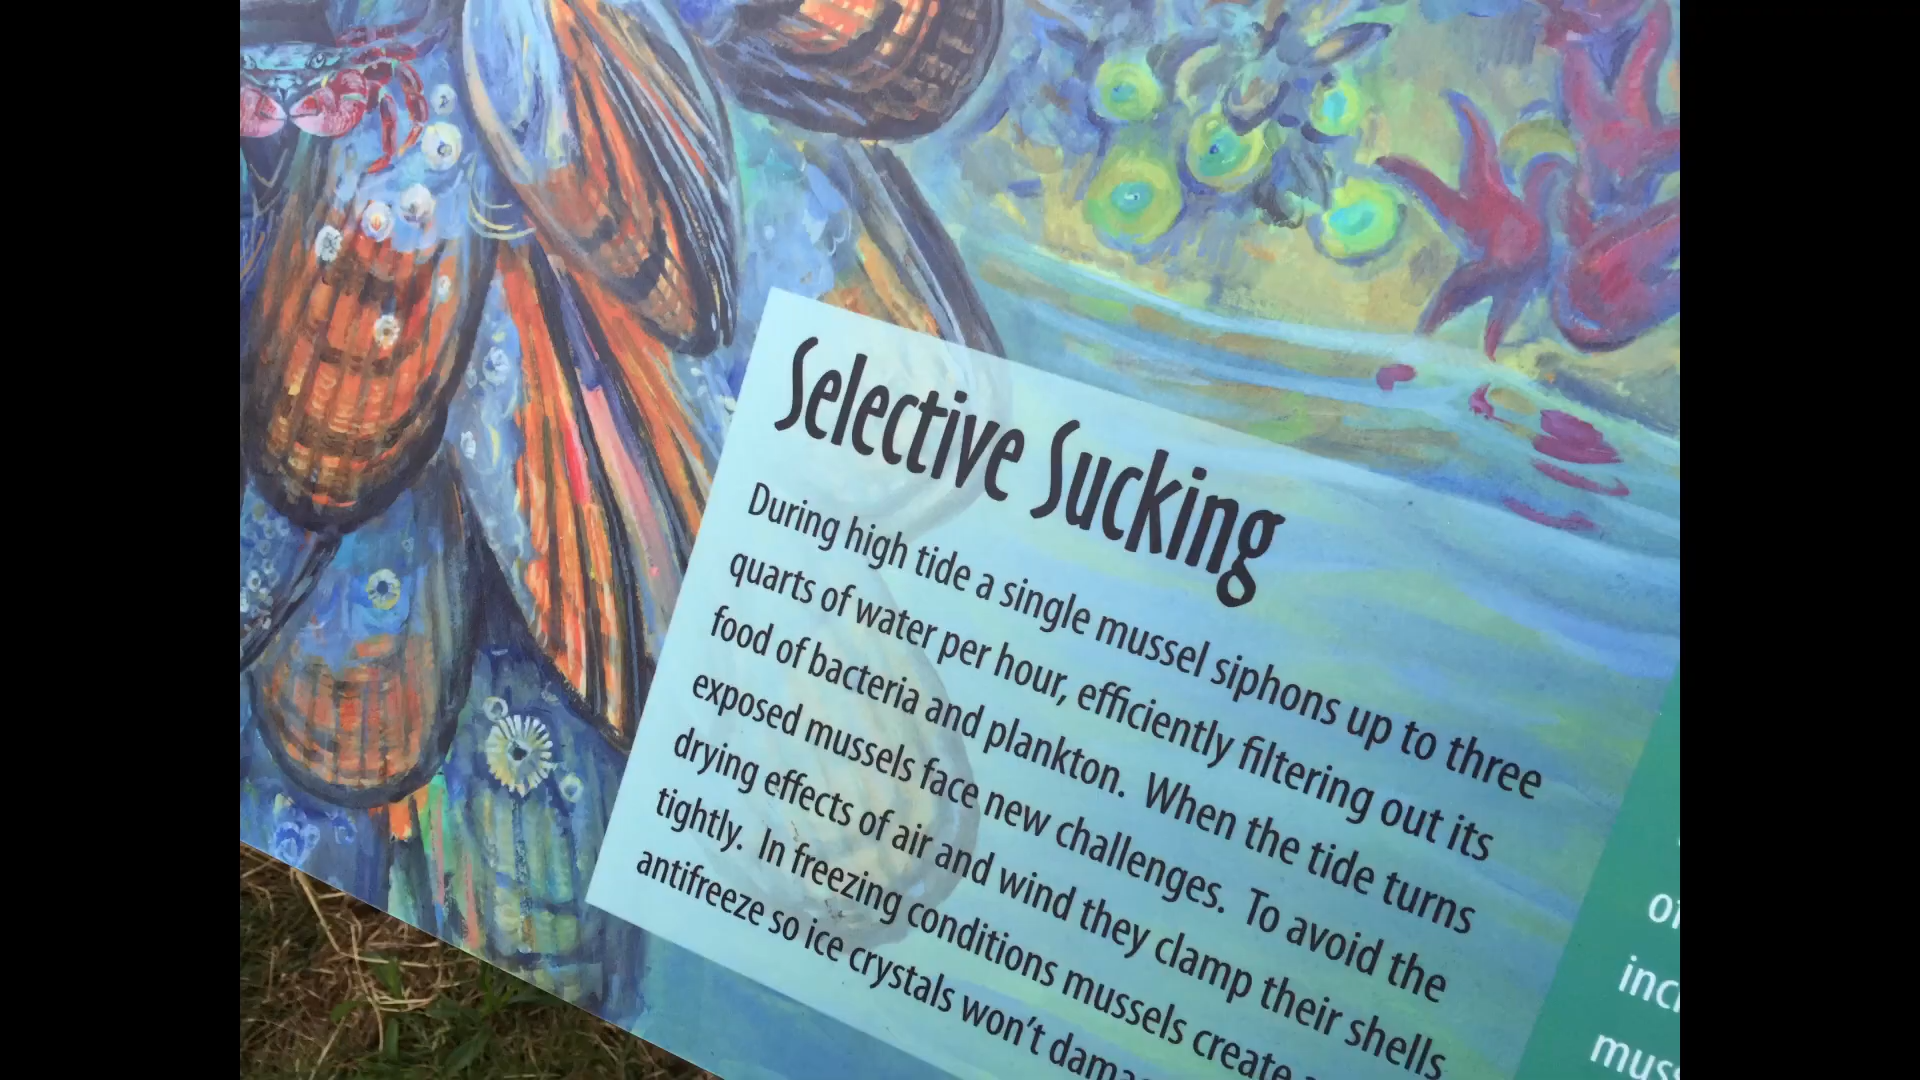 Selective Sucking
During high tide a single mussel siphons up to three
quarts of water per hour, efficiently filtering out its
food of bacteria and plankton. When the tide turns
exposed mussels face new challenges. To avoid the
drying effects of air and wind they clamp their shells
tightly. In freezing conditions mussels create
antifreeze so ice crystals won't